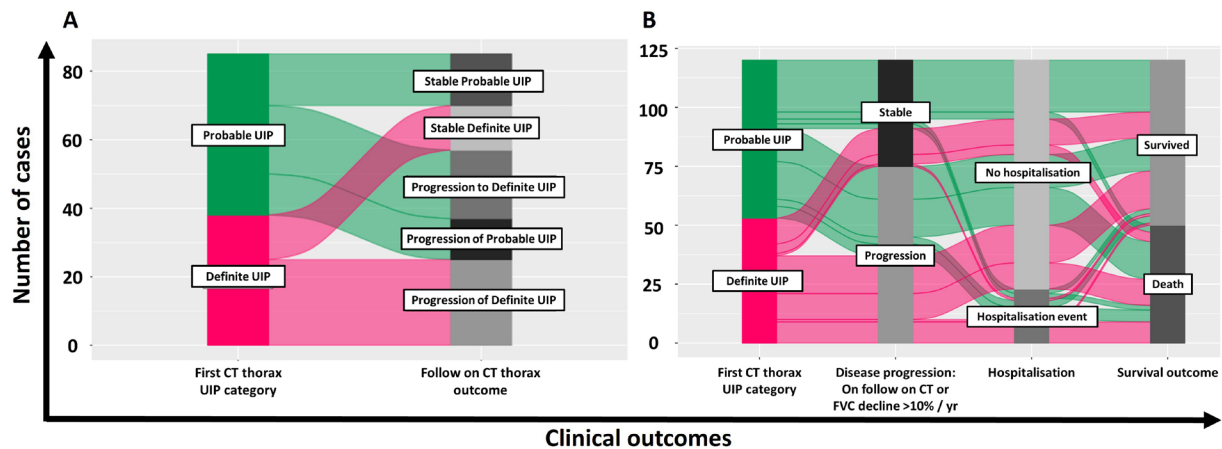 A
B
Number of cases
80
60
40
20
0
Probable UIP
Definite UIP
Stable Probable UIP
Stable Definite UIP
Progression to Definite UIP
Progression of Probable UIP
Progression of Definite UIP
First CT thorax
UIP category
Follow on CT thorax
outcome
125
100
75
50
25
0
Probable UIP
Definite UIP
Stable
Progression
No hospitalisation
Hospitalisation event
Survived
Death
First CT thorax
UIP category
Disease progression:
On follow on CT or
FVC decline >10% / yr
Hospitalisation
Survival outcome
Clinical outcomes